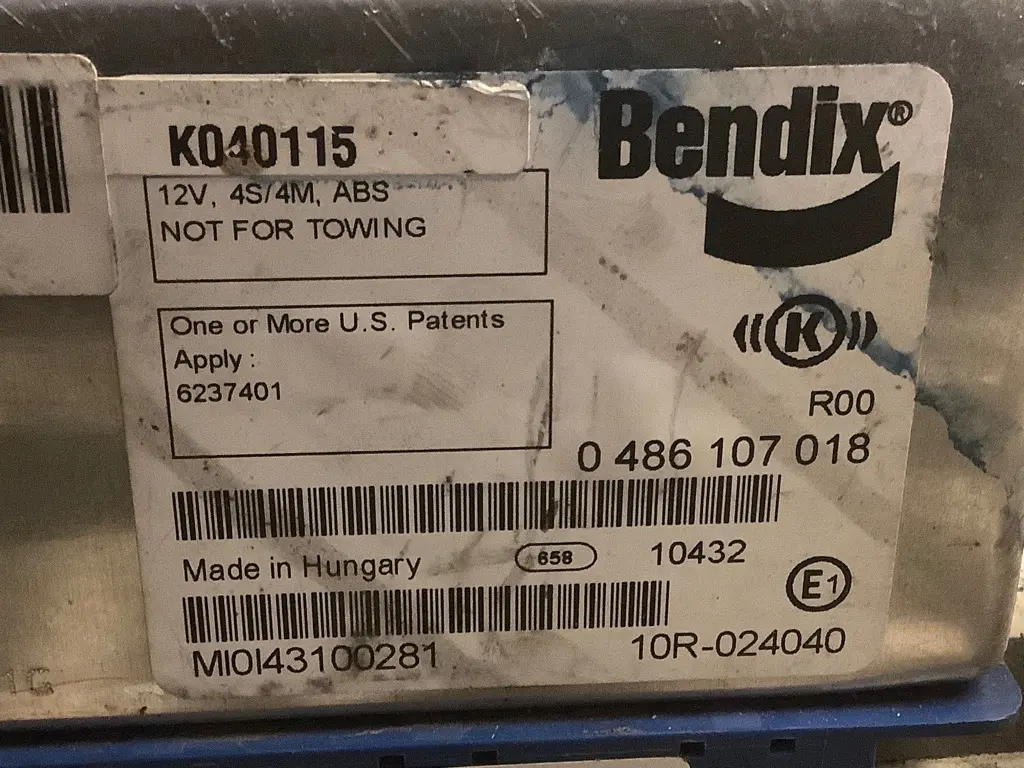 K040115
Bendix®
12V, 4S/4M, ABS
NOT FOR TOWING
One or More U.S. Patents
Apply :
6237401
K
R00
0 486 107 018
Made in Hungary
658
10432
E1
MI0I43100281
10R-024040